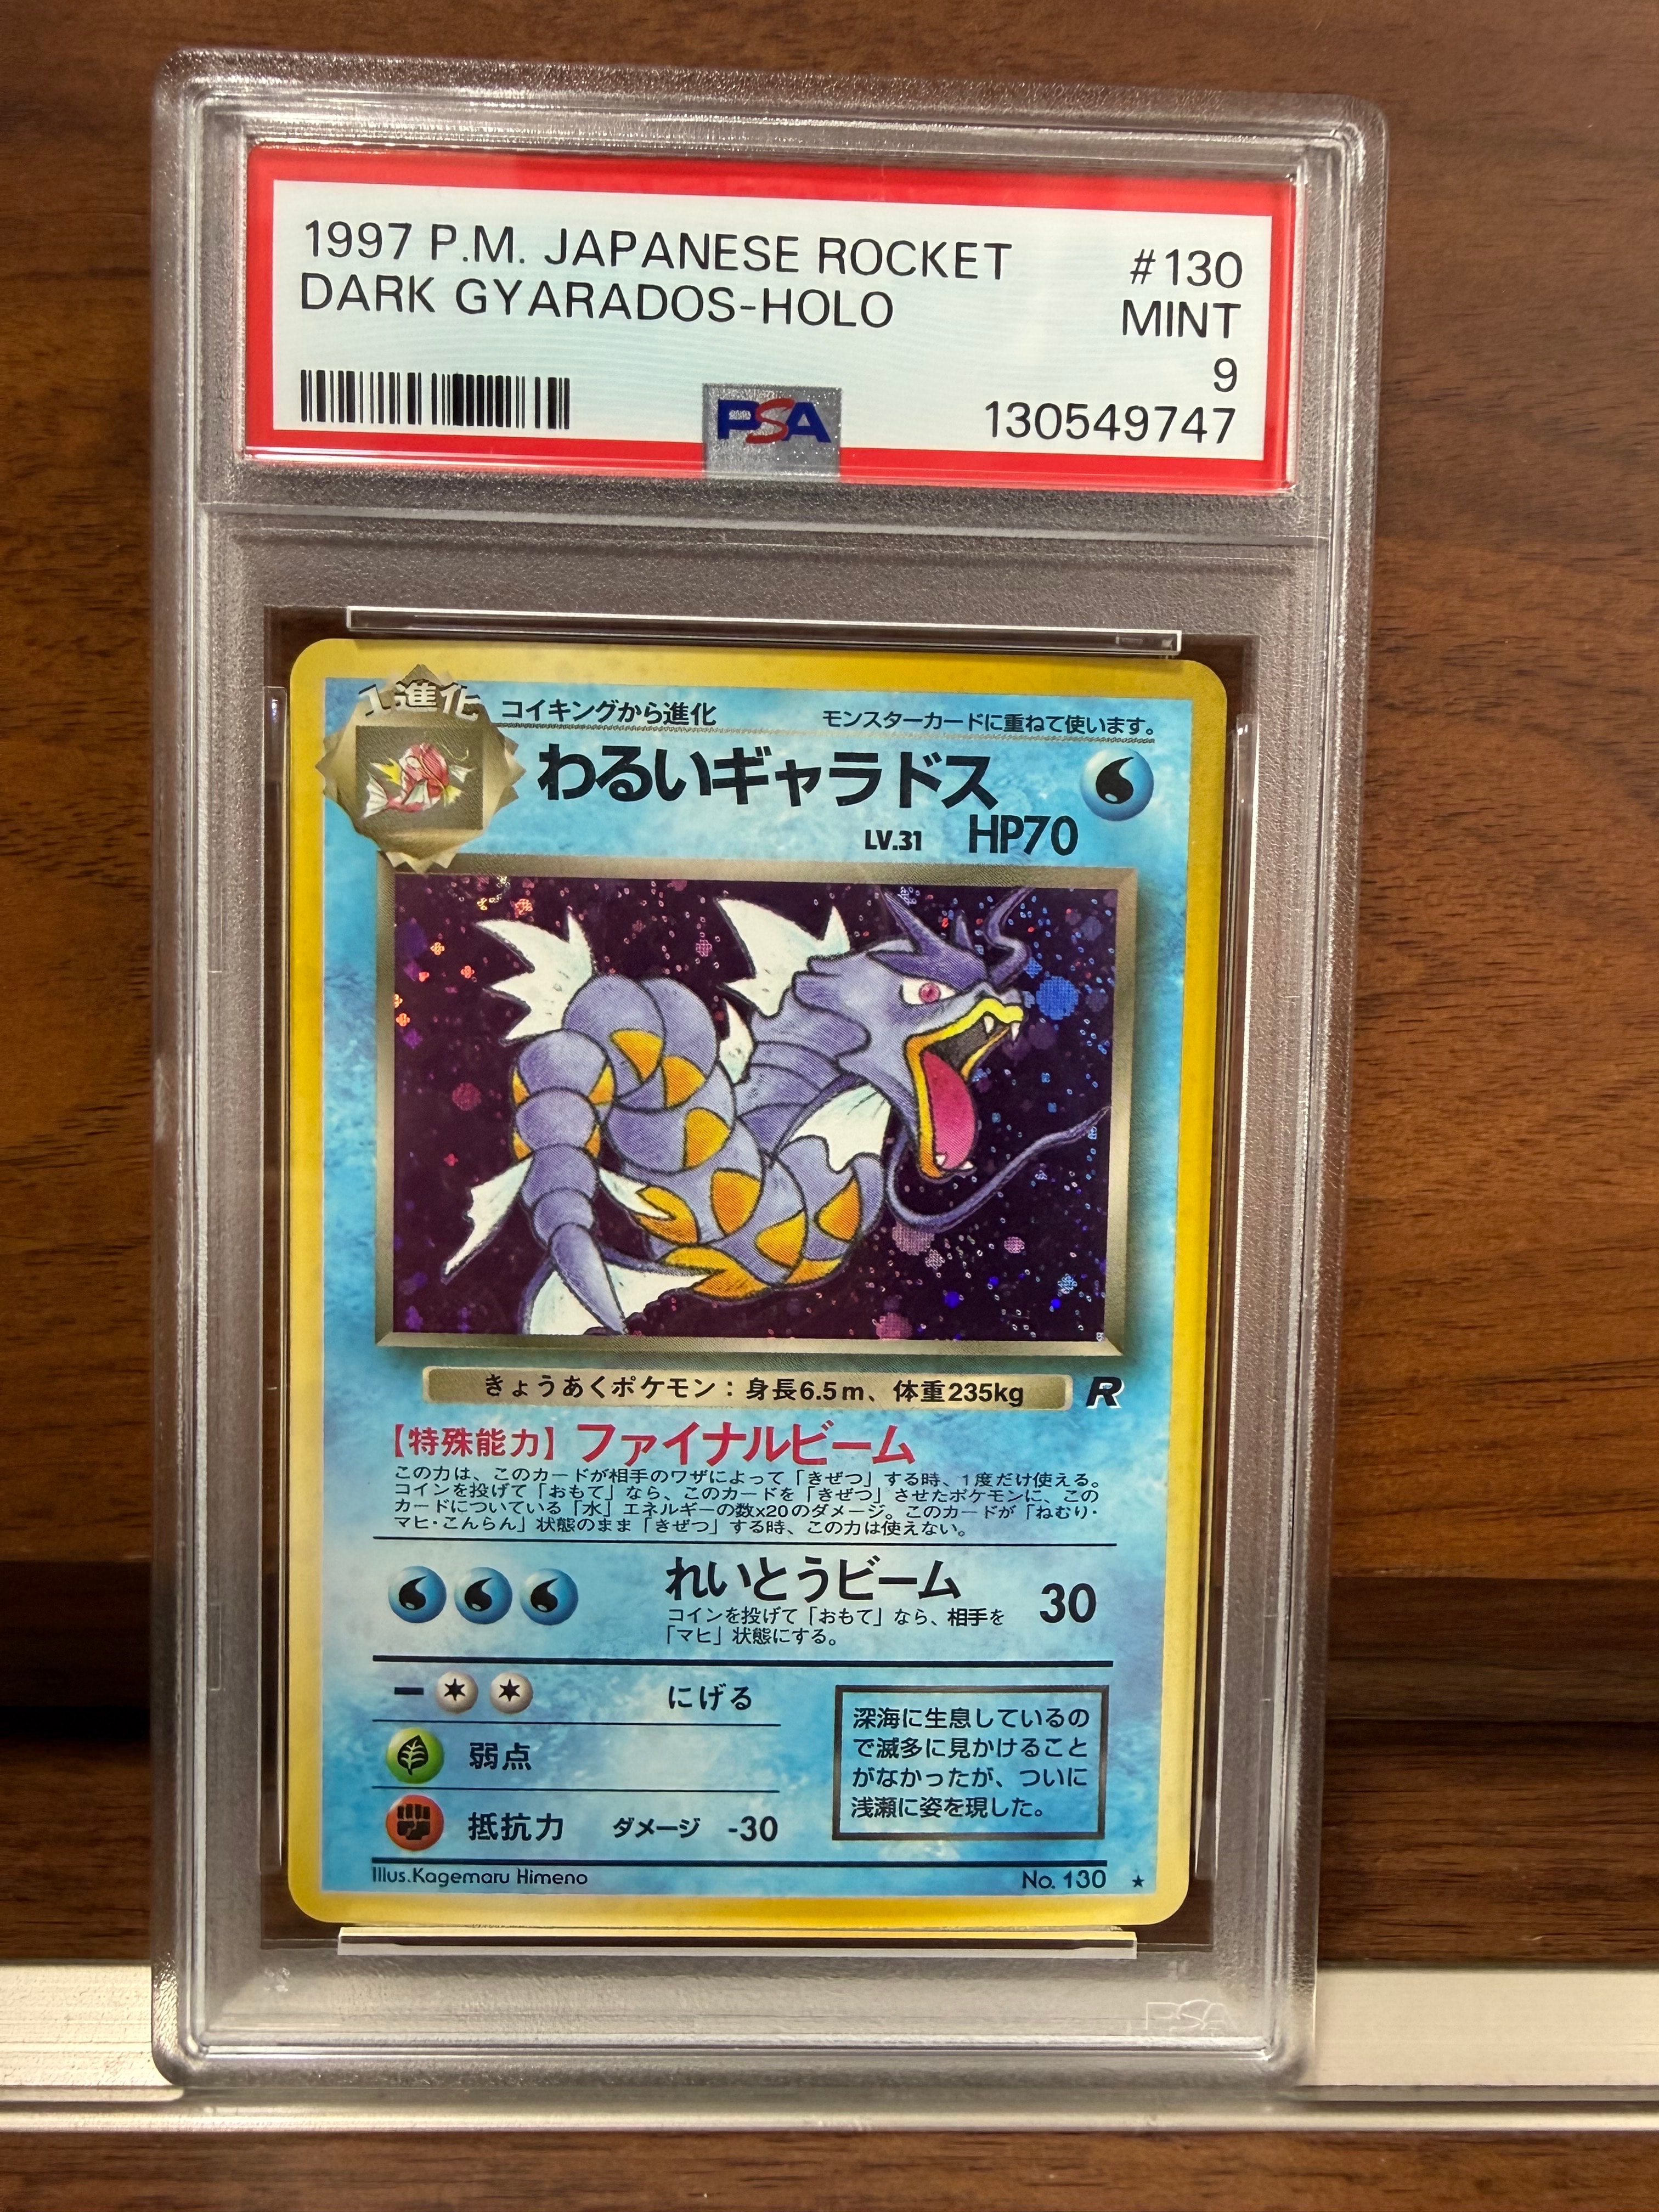 1997 P.M. JAPANESE ROCKET #130
DARK GYARADOS-HOLO MINT
9
PSA 130549747
1進化
コイキングから進化 モンスターカードに重ねて使います。
わるいギャラドス
LV.31 HP70
きょうあくポケモン：身長6.5m、体重235kg R
【特殊能力】ファイナルビーム
この力は、このカードが相手のワザによって「きぜつ」する時、1度だけ使える。
コインを投げて「おもて」なら、このカードを「きぜつ」させたポケモンに、この
カードについている「水」エネルギーの数x20のダメージ。このカードが「ねむり・
マヒ・こんらん」状態のまま「きぜつ」する時、この力は使えない。
れいとうビーム 30
コインを投げて「おもて」なら、相手を
「マヒ」状態にする。
ー にげる
弱点
抵抗力 ダメージ -30
深海に生息しているの
で滅多に見かけること
がなかったが、ついに
浅瀬に姿を現した。
Illus.Kagemaru Himeno No. 130 ★
PSA